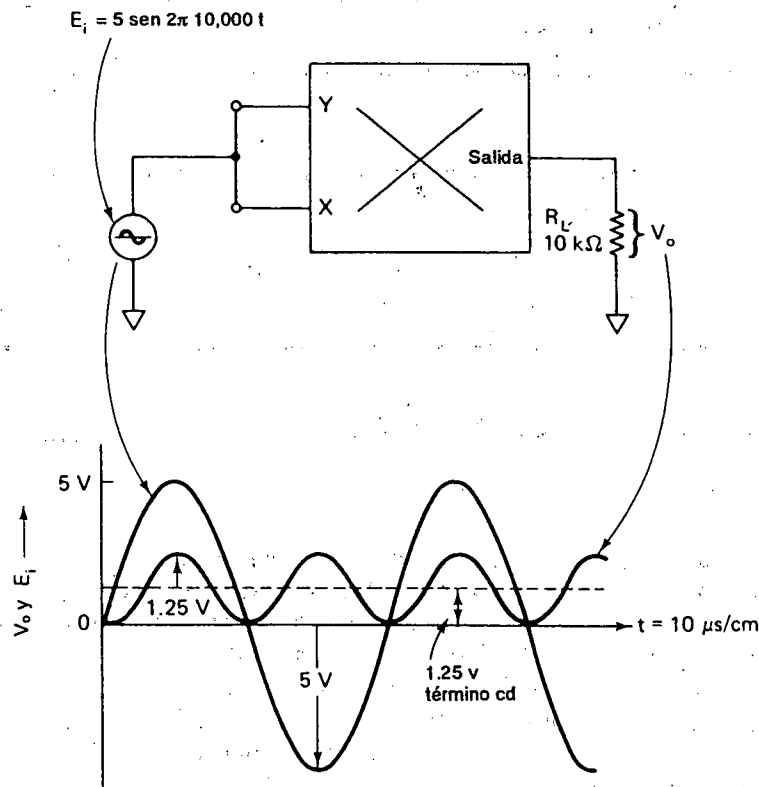 E_i = 5 sen 2π 10,000 t
Y
Salida
X
R_L
10 kΩ
V_o
5 V
V_o y E_i
1.25 V
0
t = 10 μs/cm
5 V
1.25 v
término cd